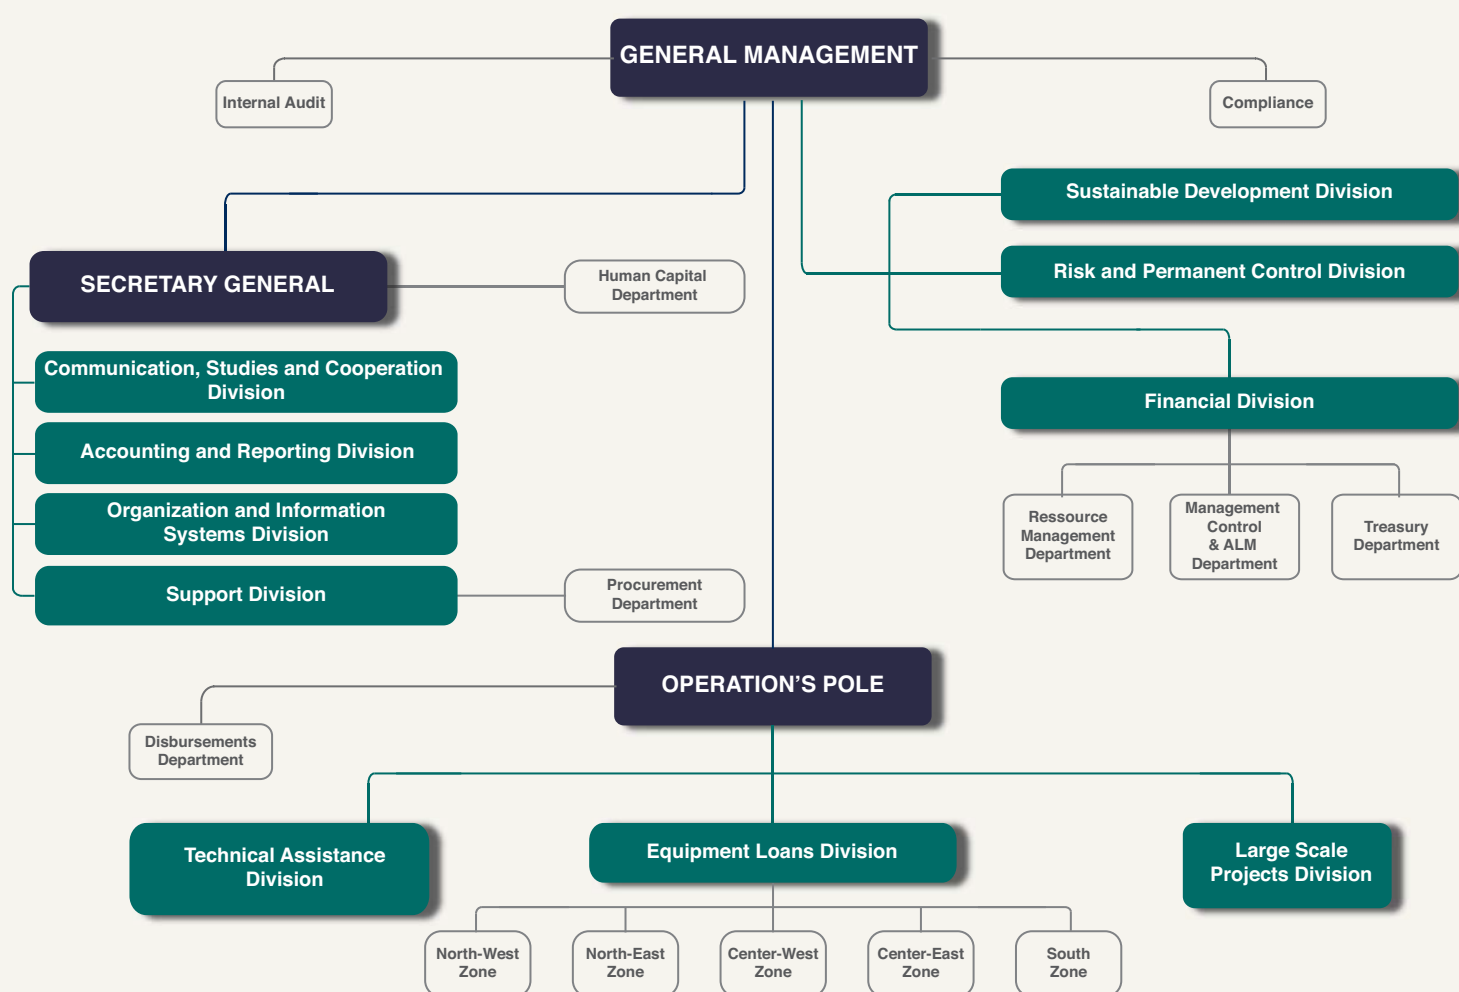 GENERAL MANAGEMENT
Internal Audit
Compliance
Sustainable Development Division
Risk and Permanent Control Division
SECRETARY GENERAL
Human Capital
Department
Communication, Studies and Cooperation
Division
Accounting and Reporting Division
Organization and Information
Systems Division
Support Division
Procurement
Department
Financial Division
Ressource
Management
Department
Management
Control
& ALM
Department
Treasury
Department
OPERATION’S POLE
Disbursements
Department
Technical Assistance
Division
Equipment Loans Division
Large Scale
Projects Division
North-West
Zone
North-East
Zone
Center-West
Zone
Center-East
Zone
South
Zone